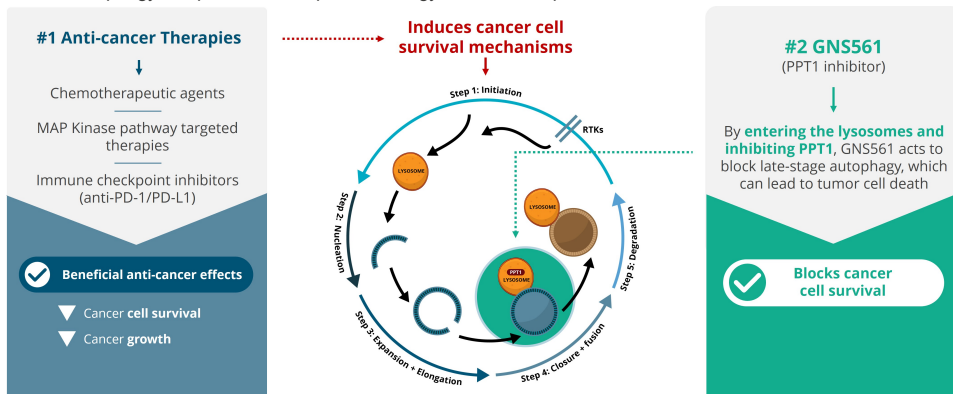 #1 Anti-cancer Therapies
Chemotherapeutic agents
MAP Kinase pathway targeted
therapies
Immune checkpoint inhibitors
(anti-PD-1/PD-L1)
Beneficial anti-cancer effects
Cancer cell survival
Cancer growth
Induces cancer cell
survival mechanisms
Step 1: Initiation
RTKs
LYSOSOME
Step 2: Nucleation
Step 3: Expansion + Elongation
Step 4: Closure + fusion
Step 5: Degradation
LYSOSOME
PPT1
LYSOSOME
#2 GNS561
(PPT1 inhibitor)
By entering the lysosomes and
inhibiting PPT1, GNS561 acts to
block late-stage autophagy, which
can lead to tumor cell death
Blocks cancer
cell survival